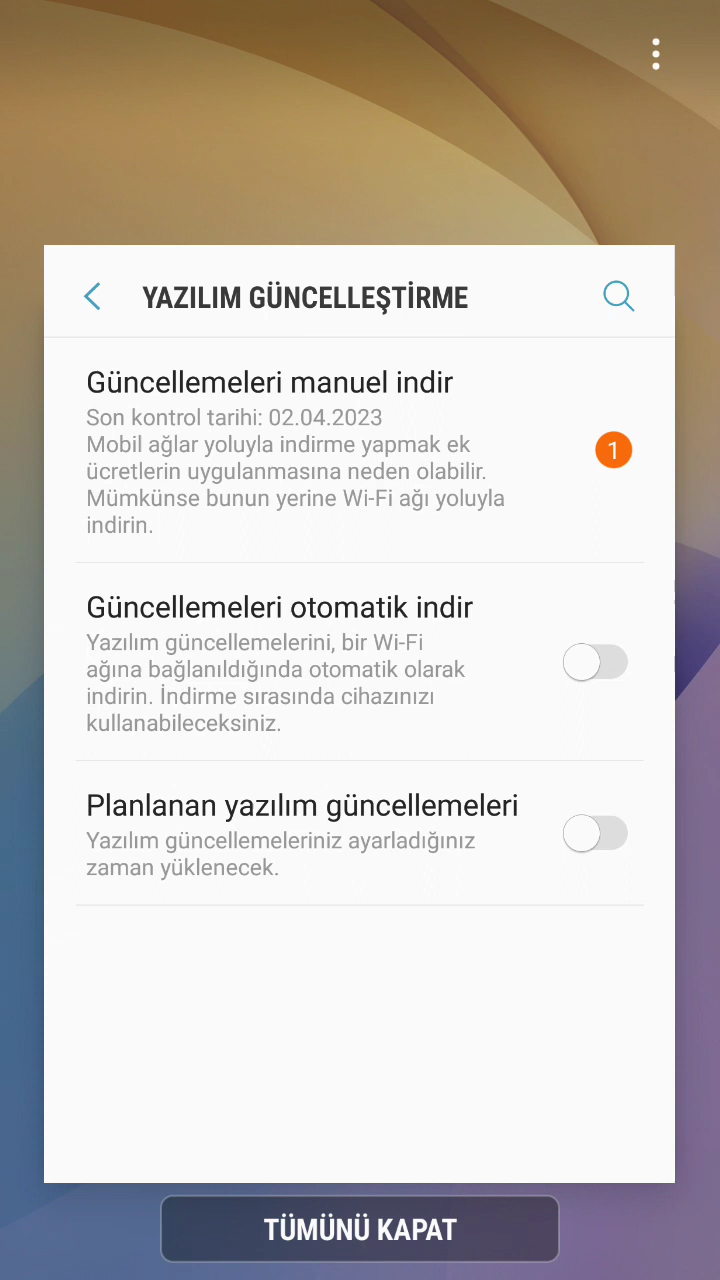 YAZILIM GÜNCELLEŞTİRME
Güncellemeleri manuel indir
Son kontrol tarihi: 02.04.2023
Mobil ağlar yoluyla indirme yapmak ek
ücretlerin uygulanmasına neden olabilir.
Mümkünse bunun yerine Wi-Fi ağı yoluyla
indirin.
1
Güncellemeleri otomatik indir
Yazılım güncellemelerini, bir Wi-Fi
ağına bağlanıldığında otomatik olarak
indirin. İndirme sırasında cihazınızı
kullanabileceksiniz.
Planlanan yazılım güncellemeleri
Yazılım güncellemeleriniz ayarladığınız
zaman yüklenecek.
TÜMÜNÜ KAPAT